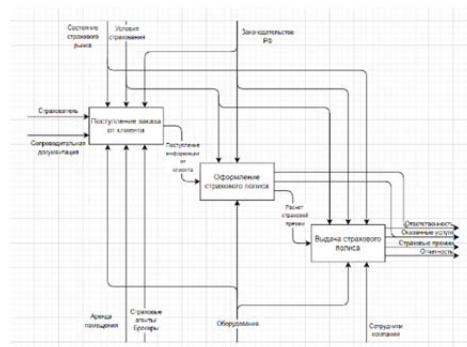 Состояние
страхового
рынка
Условия
страхования
Законодательство
РФ
Страхователь
Сопроводительная
документация
Поступление заказа
от клиента
Поступление
информации
от
клиента
Оформление
страхового полиса
Расчет
страховой
премии
Выдача страхового
полиса
Ответственность
Оказанные услуги
Страховые премии
Отчетность
Аренда
помещения
Страховые
агенты/
Брокеры
Оборудование
Сотрудники
компании